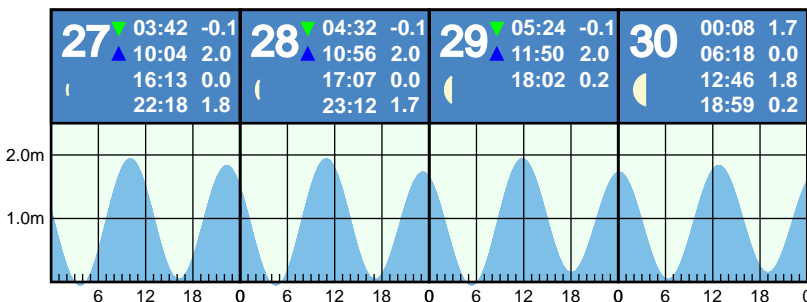 27 ▼ 03:42 -0.1
▲ 10:04 2.0
16:13 0.0
22:18 1.8
28 ▼ 04:32 -0.1
▲ 10:56 2.0
17:07 0.0
23:12 1.7
29 ▼ 05:24 -0.1
▲ 11:50 2.0
18:02 0.2
30 00:08 1.7
06:18 0.0
12:46 1.8
18:59 0.2
2.0m
1.0m
6 12 18 0 6 12 18 0 6 12 18 0 6 12 18 0